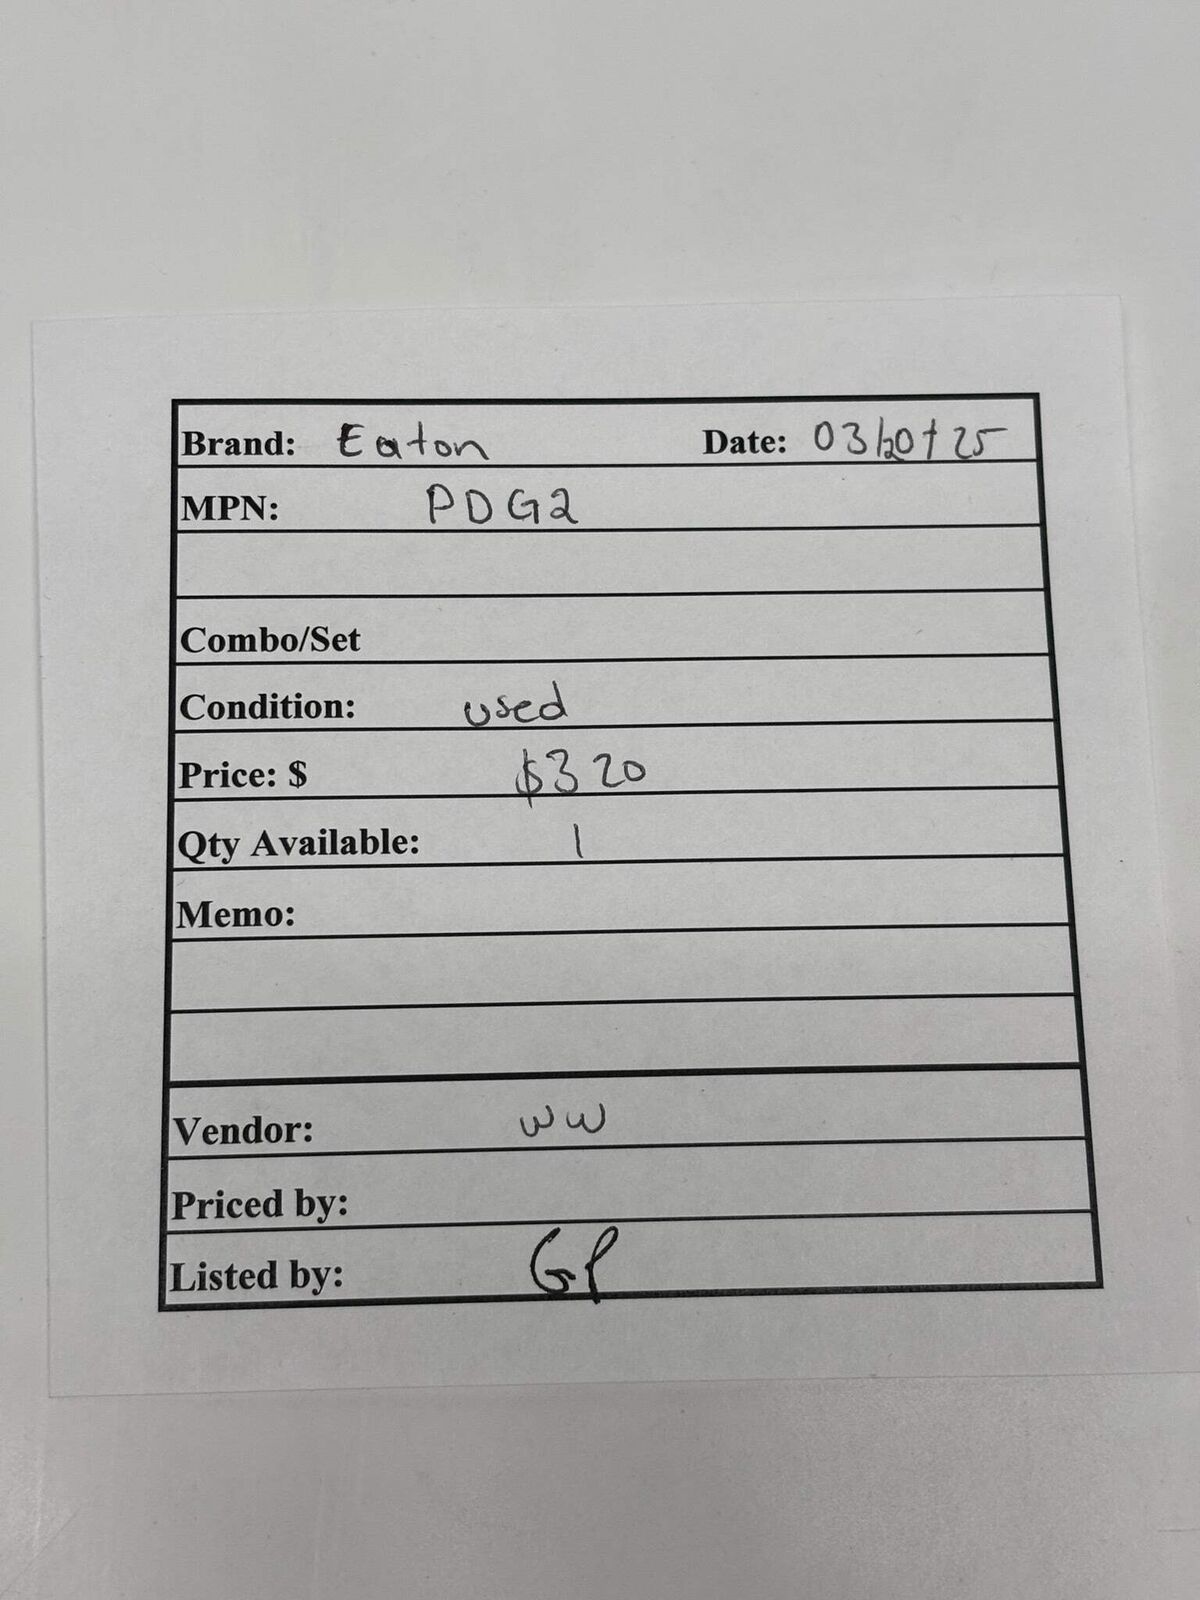 Brand: Eaton Date: 03/20/25
MPN: PDG2
Combo/Set
Condition: used
Price: $ $320
Qty Available: 1
Memo:
Vendor: WW
Priced by:
Listed by: GP